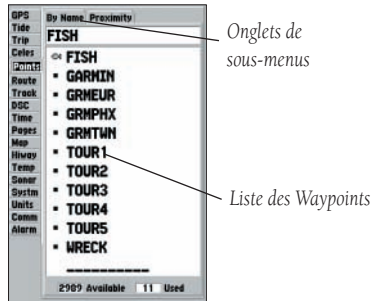 GPS
Tide
Trip
Celes
Points
Route
Track
DSC
Time
Pages
Map
Hiway
Temp
Sonar
Systm
Units
Comm
Alarm
By Name Proximity
FISH
FISH
GARMIN
GRMEUR
GRMPHX
GRMTWN
TOUR1
TOUR2
TOUR3
TOUR4
TOUR5
WRECK
__________
2989 Available 11 Used
Onglets de
sous-menus
Liste des Waypoints